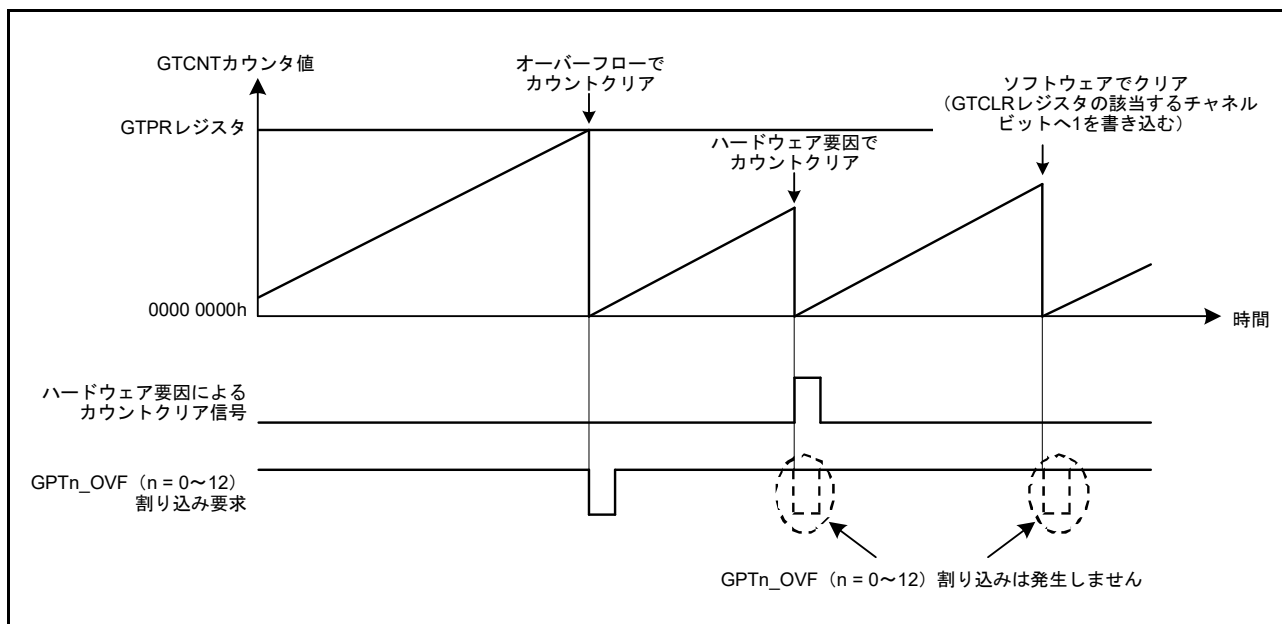 GTCNTカウンタ値
オーバーフローで
カウントクリア
ソフトウェアでクリア
（GTCLRレジスタの該当するチャネル
ビットへ1を書き込む）
GTPRレジスタ
ハードウェア要因で
カウントクリア
0000 0000h
時間
ハードウェア要因による
カウントクリア信号
GPTn_OVF（n = 0～12）
割り込み要求
GPTn_OVF（n = 0～12）割り込みは発生しません